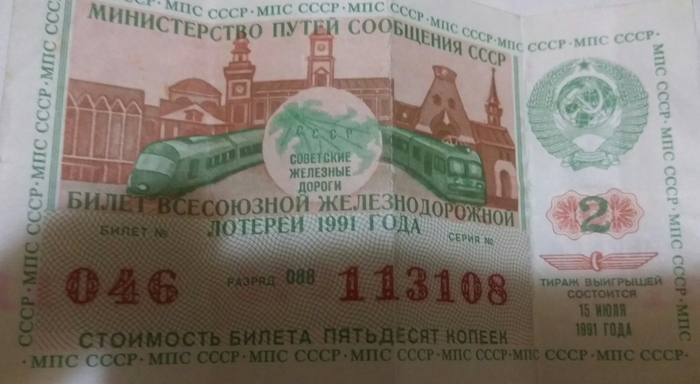 МПС СССР · МПС СССР · МПС СССР · МПС СССР · МПС СССР · МПС СССР
МИНИСТЕРСТВО ПУТЕЙ СООБЩЕНИЯ СССР
СССР
СОВЕТСКИЕ
ЖЕЛЕЗНЫЕ
ДОРОГИ
БИЛЕТ ВСЕСОЮЗНОЙ ЖЕЛЕЗНОДОРОЖНОЙ
ЛОТЕРЕИ 1991 ГОДА
БИЛЕТ №
СЕРИЯ №
046
РАЗРЯД 088
113108
СТОИМОСТЬ БИЛЕТА ПЯТЬДЕСЯТ КОПЕЕК
2
ТИРАЖ ВЫИГРЫШЕЙ
СОСТОИТСЯ
15 ИЮЛЯ
1991 ГОДА
МПС СССР · МПС СССР · МПС СССР · МПС СССР · МПС СССР · МПС СССР · МПС СССР